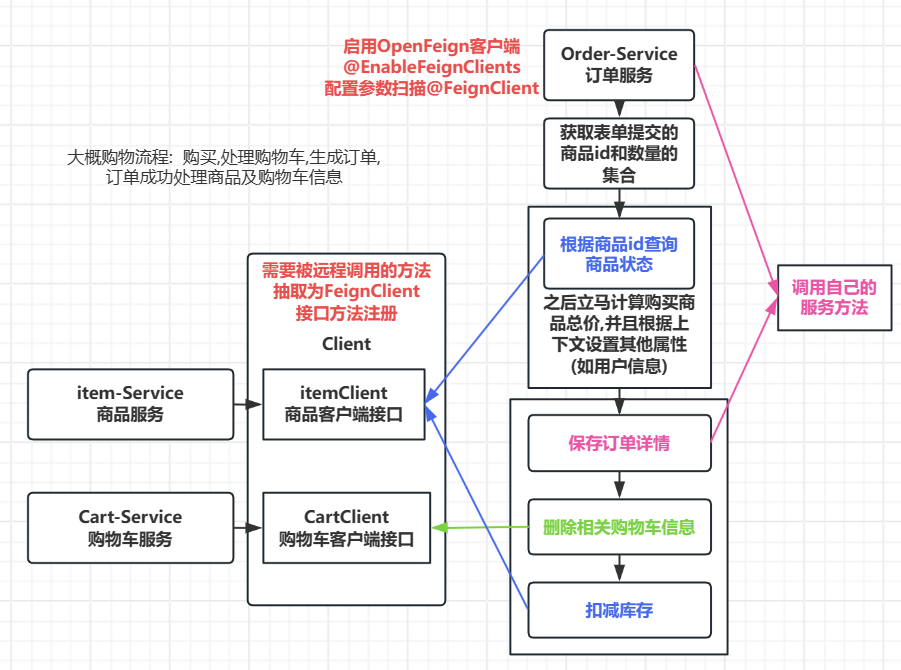 启用OpenFeign客户端
@EnableFeignClients
配置参数扫描@FeignClient
Order-Service
订单服务
获取表单提交的
商品id和数量的
集合
大概购物流程: 购买,处理购物车,生成订单,
订单成功处理商品及购物车信息
根据商品id查询
商品状态
之后立马计算购买商
品总价,并且根据上
下文设置其他属性
(如用户信息)
调用自己的
服务方法
需要被远程调用的方法
抽取为FeignClient
接口方法注册
Client
item-Service
商品服务
itemClient
商品客户端接口
保存订单详情
Cart-Service
购物车服务
CartClient
购物车客户端接口
删除相关购物车信息
扣减库存